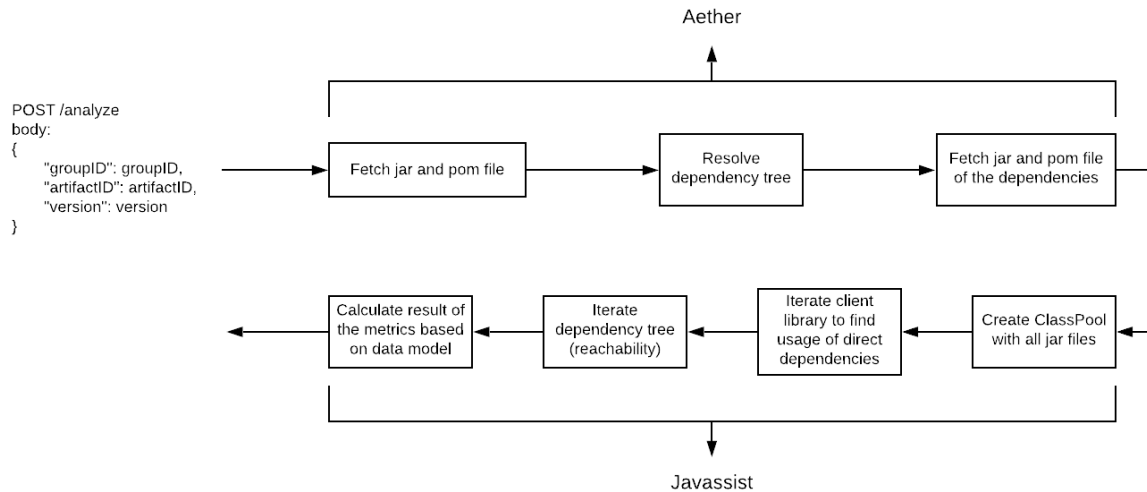 Aether
POST /analyze
body:
{
"groupID": groupID,
"artifactID": artifactID,
"version": version
}
Fetch jar and pom file
Resolve
dependency tree
Fetch jar and pom file
of the dependencies
Calculate result of
the metrics based
on data model
Iterate
dependency tree
(reachability)
Iterate client
library to find
usage of direct
dependencies
Create ClassPool
with all jar files
Javassist